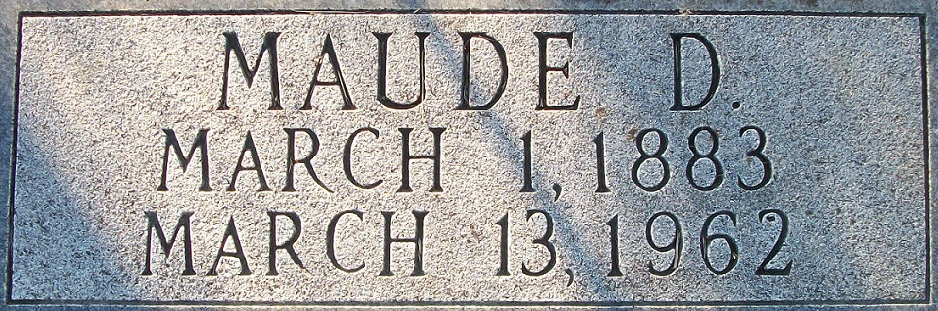 MAUDE D.
MARCH 1, 1883
MARCH 13, 1962